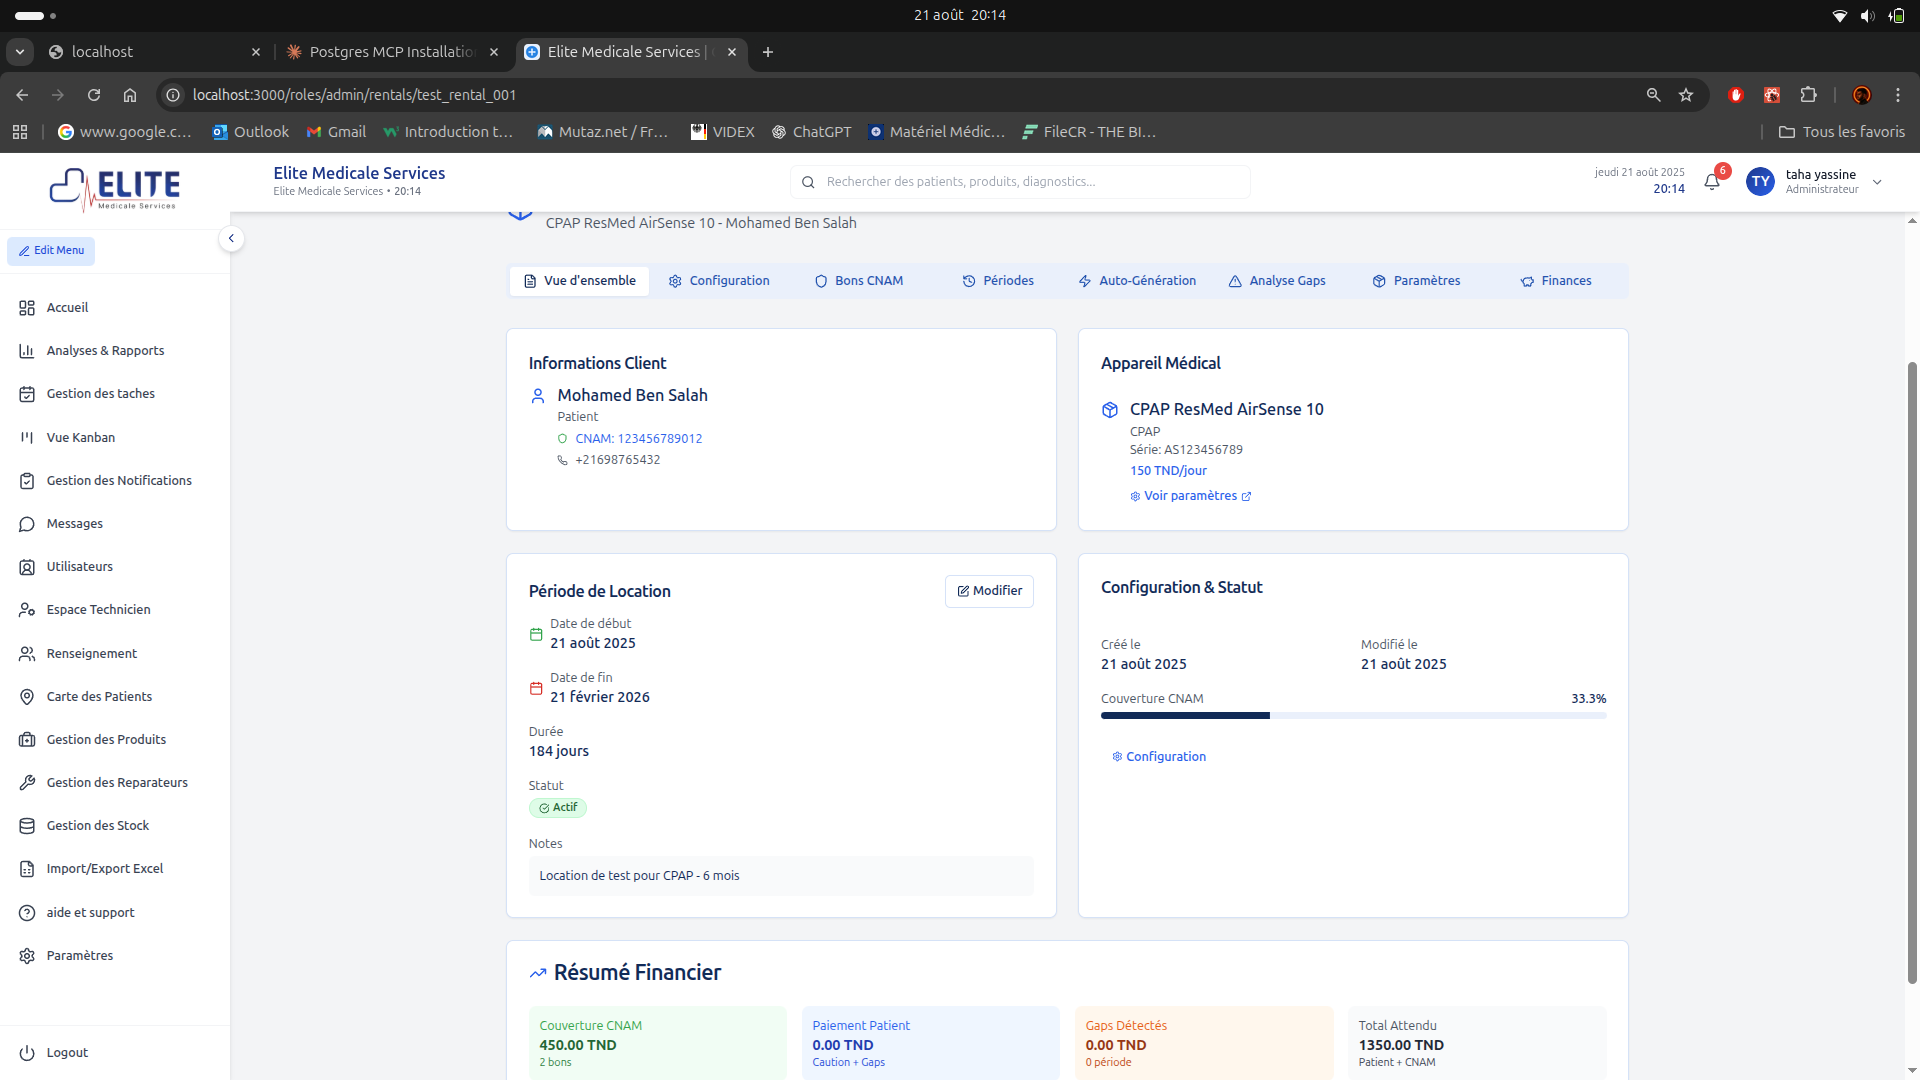 21 août 20:14
localhost
Postgres MCP Installatio
Elite Medicale Services |
localhost:3000/roles/admin/rentals/test_rental_001
www.google.c...
Outlook
Gmail
Introduction t...
Mutaz.net / Fr...
VIDEX
ChatGPT
Matériel Médic...
FileCR - THE BI...
Tous les favoris
ELITE
Medicale Services
Elite Medicale Services
Elite Medicale Services • 20:14
Rechercher des patients, produits, diagnostics...
jeudi 21 août 2025
20:14
6
TY
taha yassine
Administrateur
Edit Menu
Accueil
Analyses & Rapports
Gestion des taches
Vue Kanban
Gestion des Notifications
Messages
Utilisateurs
Espace Technicien
Renseignement
Carte des Patients
Gestion des Produits
Gestion des Reparateurs
Gestion des Stock
Import/Export Excel
aide et support
Paramètres
Logout
CPAP ResMed AirSense 10 - Mohamed Ben Salah
Vue d'ensemble
Configuration
Bons CNAM
Périodes
Auto-Génération
Analyse Gaps
Paramètres
Finances
Informations Client
Mohamed Ben Salah
Patient
CNAM: 123456789012
+21698765432
Appareil Médical
CPAP ResMed AirSense 10
CPAP
Série: AS123456789
150 TND/jour
Voir paramètres
Période de Location
Modifier
Date de début
21 août 2025
Date de fin
21 février 2026
Durée
184 jours
Statut
Actif
Notes
Location de test pour CPAP - 6 mois
Configuration & Statut
Créé le
21 août 2025
Modifié le
21 août 2025
Couverture CNAM
33.3%
Configuration
Résumé Financier
Couverture CNAM
450.00 TND
2 bons
Paiement Patient
0.00 TND
Caution + Gaps
Gaps Détectés
0.00 TND
0 période
Total Attendu
1350.00 TND
Patient + CNAM